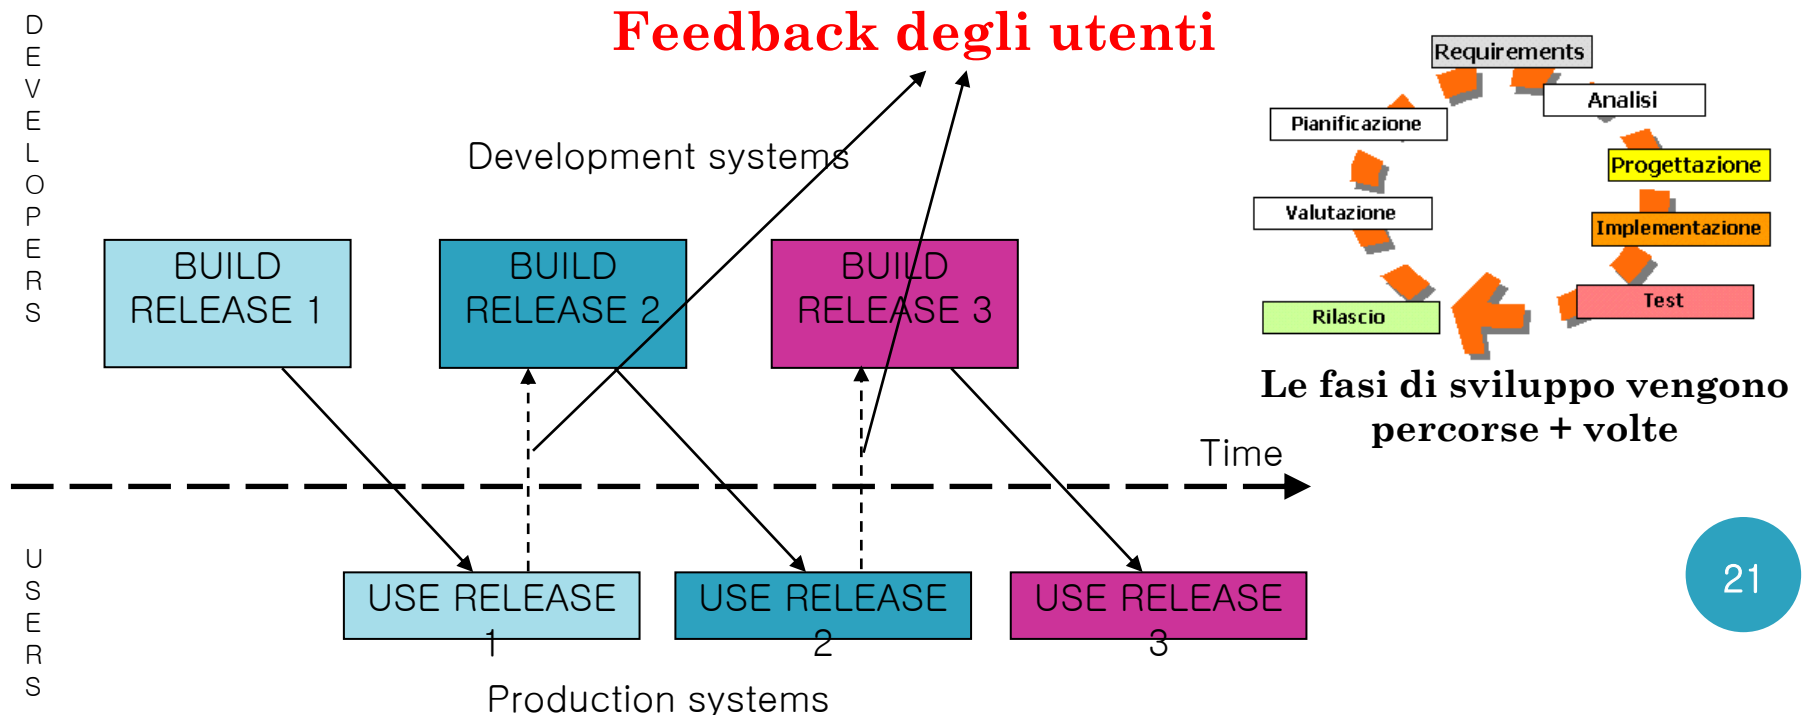 Feedback degli utenti
DEVELOPERS
Development systems
BUILD
RELEASE 1
BUILD
RELEASE 2
BUILD
RELEASE 3
Time
USERS
USE RELEASE
1
USE RELEASE
2
USE RELEASE
3
Production systems
Requirements
Analisi
Progettazione
Implementazione
Test
Rilascio
Valutazione
Pianificazione
Le fasi di sviluppo vengono
percorse + volte
21